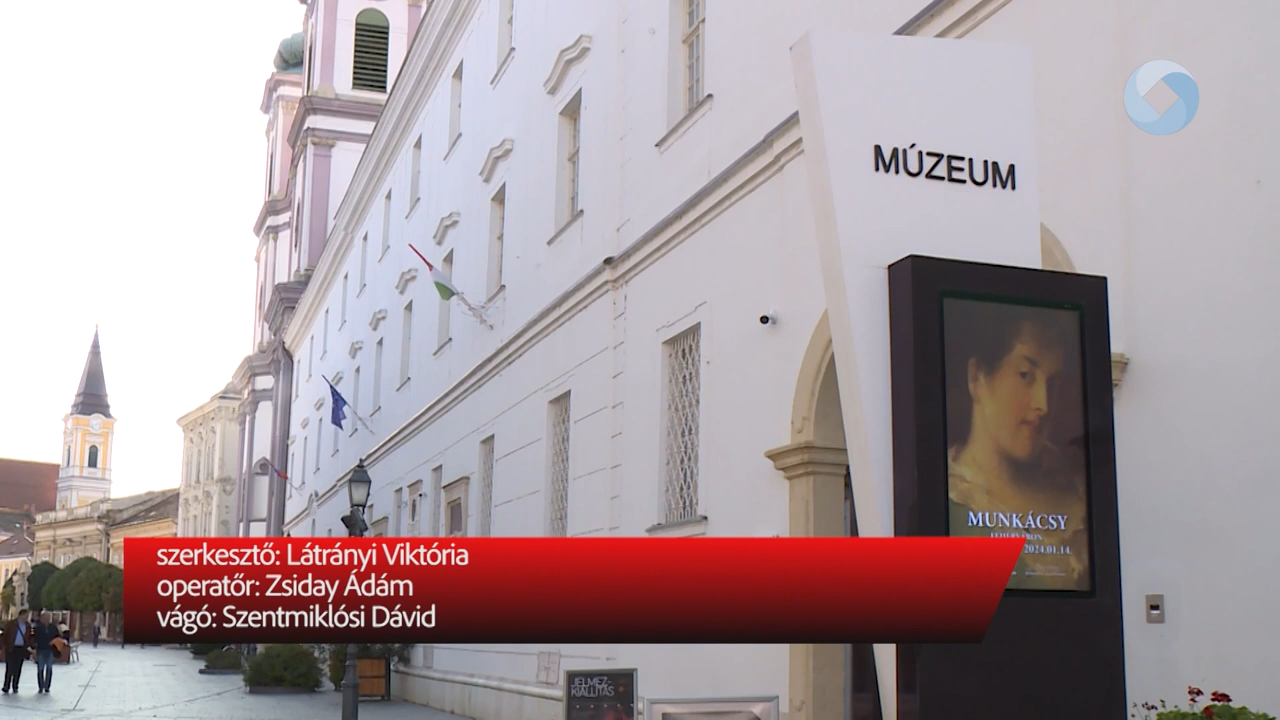 MÚZEUM
MUNKÁCSY
2024.01.14.
szerkesztő: Látrányi Viktória
operatőr: Zsiday Ádám
vágó: Szentmiklósi Dávid
JELMEZ-
KIÁLLÍTÁS